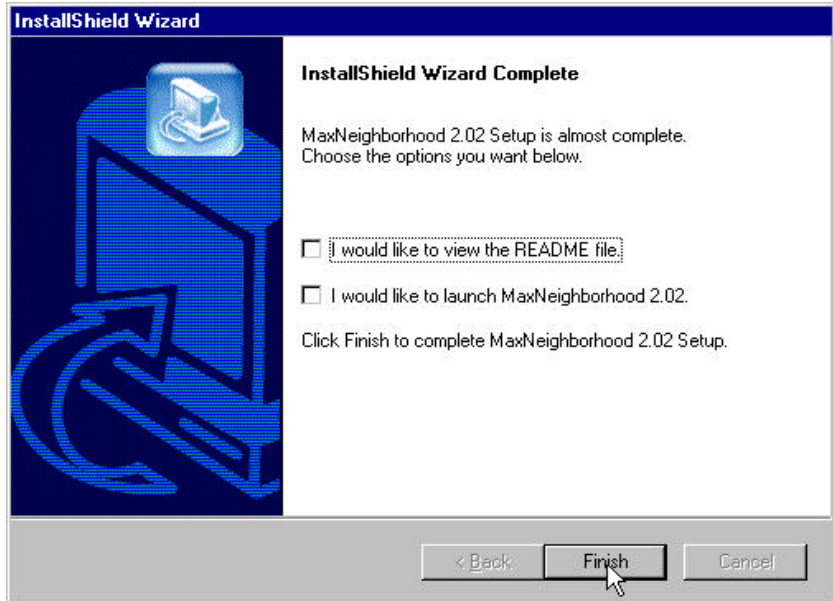 InstallShield Wizard
InstallShield Wizard Complete
MaxNeighborhood 2.02 Setup is almost complete.
Choose the options you want below.
I would like to view the README file.
I would like to launch MaxNeighborhood 2.02.
Click Finish to complete MaxNeighborhood 2.02 Setup.
< Back Finish Cancel